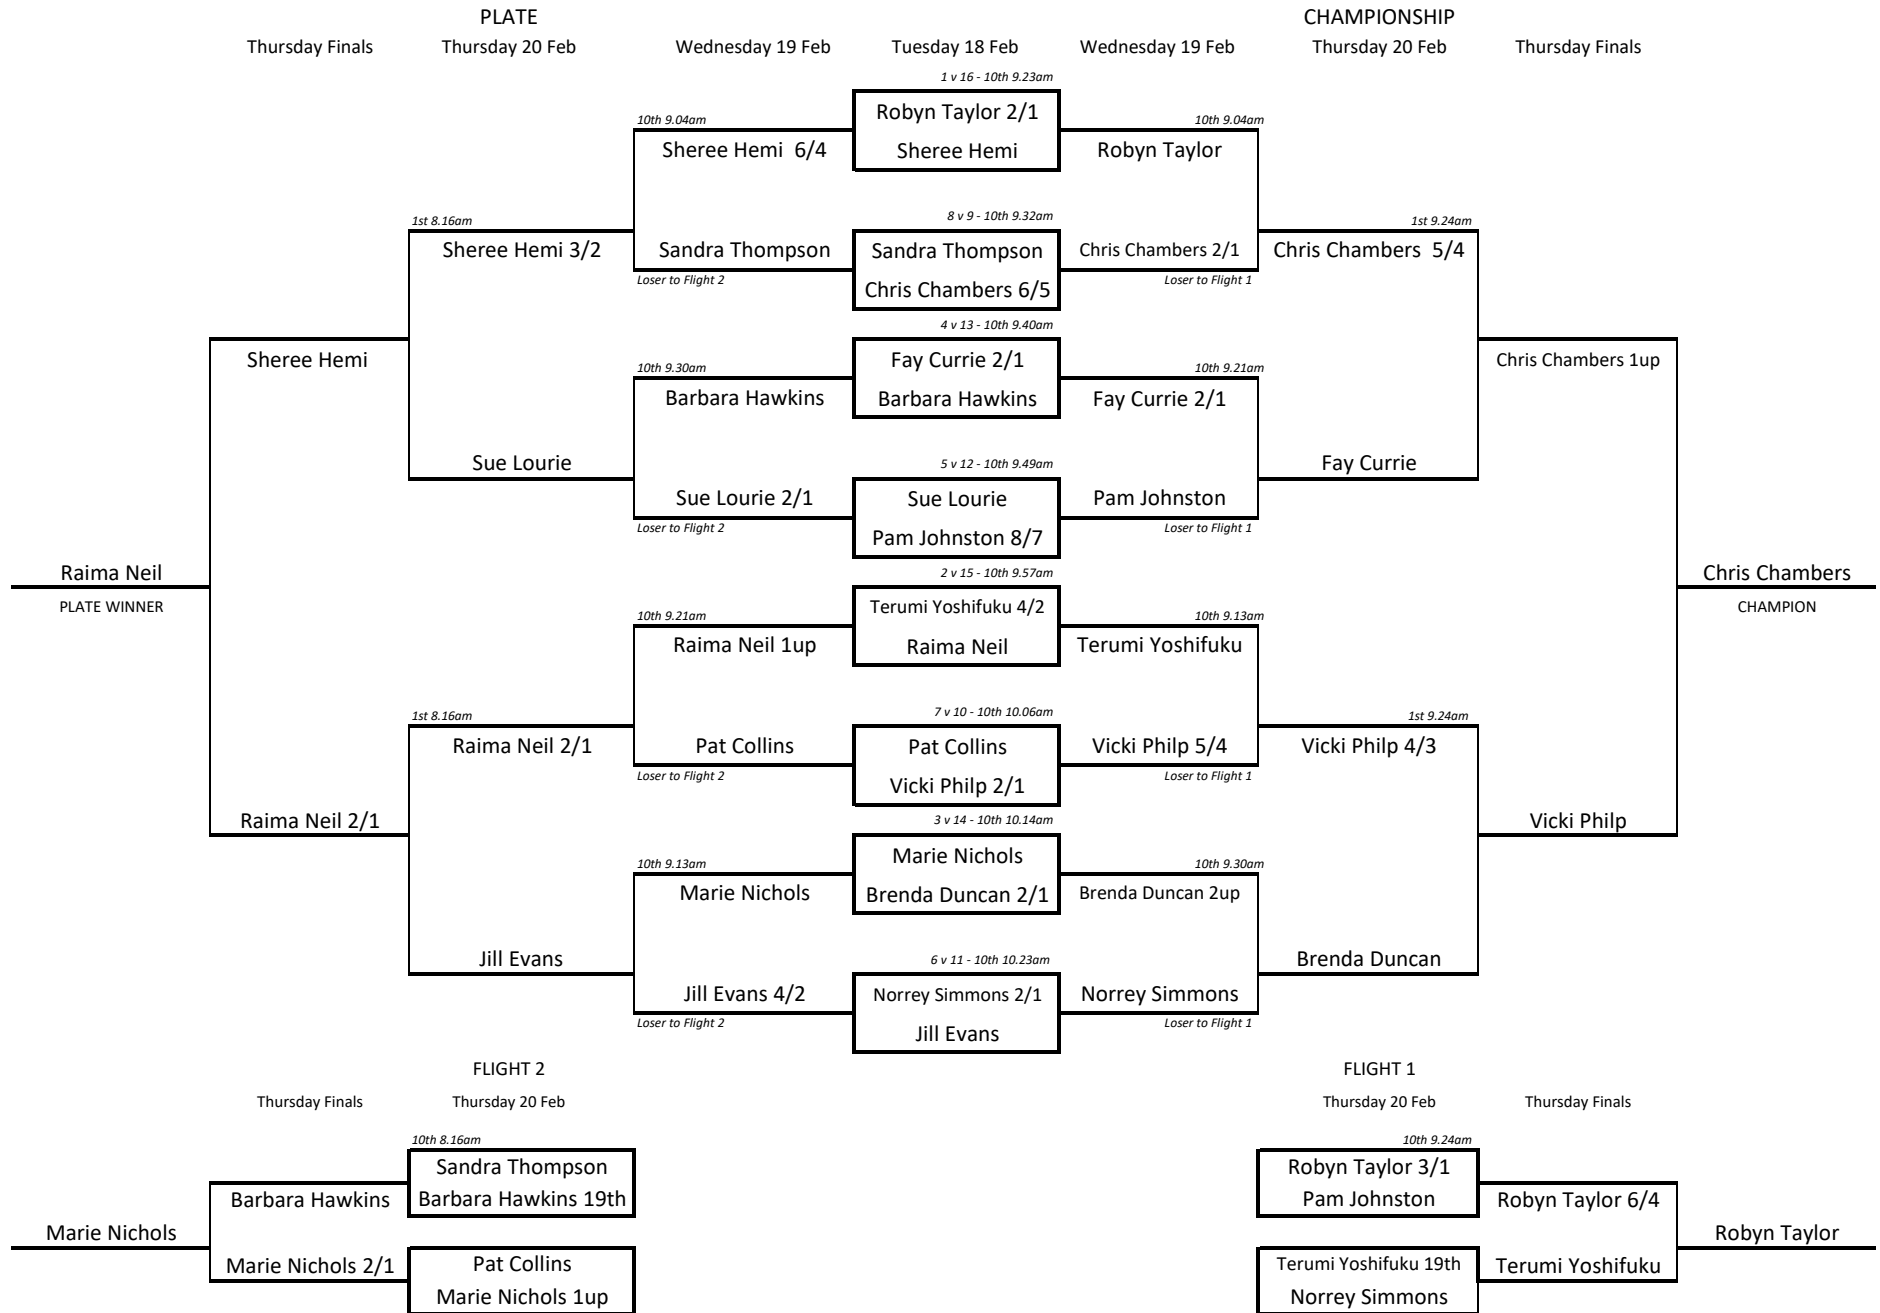 PLATE CHAMPIONSHIP
Thursday Finals Thursday 20 Feb Wednesday 19 Feb Tuesday 18 Feb Wednesday 19 Feb Thursday 20 Feb Thursday Finals
1 v 16 - 10th 9.23am
10th 9.04am Robyn Taylor 2/1 10th 9.04am
Sheree Hemi 6/4 Sheree Hemi Robyn Taylor
1st 8.16am 8 v 9 - 10th 9.32am 1st 9.24am
Sheree Hemi 3/2 Sandra Thompson Sandra Thompson Chris Chambers 2/1 Chris Chambers 5/4
Loser to Flight 2 Chris Chambers 6/5 Loser to Flight 1
4 v 13 - 10th 9.40am
Sheree Hemi Fay Currie 2/1 Chris Chambers 1up
10th 9.30am 10th 9.21am
Barbara Hawkins Barbara Hawkins Fay Currie 2/1
Sue Lourie 5 v 12 - 10th 9.49am Fay Currie
Sue Lourie 2/1 Sue Lourie Pam Johnston
Loser to Flight 2 Pam Johnston 8/7 Loser to Flight 1
Raima Neil 2 v 15 - 10th 9.57am Chris Chambers
PLATE WINNER Terumi Yoshifuku 4/2 CHAMPION
10th 9.21am 10th 9.13am
Raima Neil 1up Raima Neil Terumi Yoshifuku
1st 8.16am 7 v 10 - 10th 10.06am 1st 9.24am
Raima Neil 2/1 Pat Collins Pat Collins Vicki Philp 5/4 Vicki Philp 4/3
Loser to Flight 2 Vicki Philp 2/1 Loser to Flight 1
Raima Neil 2/1 3 v 14 - 10th 10.14am Vicki Philp
10th 9.13am Marie Nichols 10th 9.30am
Marie Nichols Brenda Duncan 2/1 Brenda Duncan 2up
Jill Evans 6 v 11 - 10th 10.23am Brenda Duncan
Jill Evans 4/2 Norrey Simmons 2/1 Norrey Simmons
Loser to Flight 2 Jill Evans Loser to Flight 1
FLIGHT 2 FLIGHT 1
Thursday Finals Thursday 20 Feb Thursday 20 Feb Thursday Finals
10th 8.16am 10th 9.24am
Sandra Thompson Robyn Taylor 3/1
Barbara Hawkins Barbara Hawkins 19th Pam Johnston Robyn Taylor 6/4
Marie Nichols Robyn Taylor
Marie Nichols 2/1 Pat Collins Terumi Yoshifuku 19th Terumi Yoshifuku
Marie Nichols 1up Norrey Simmons